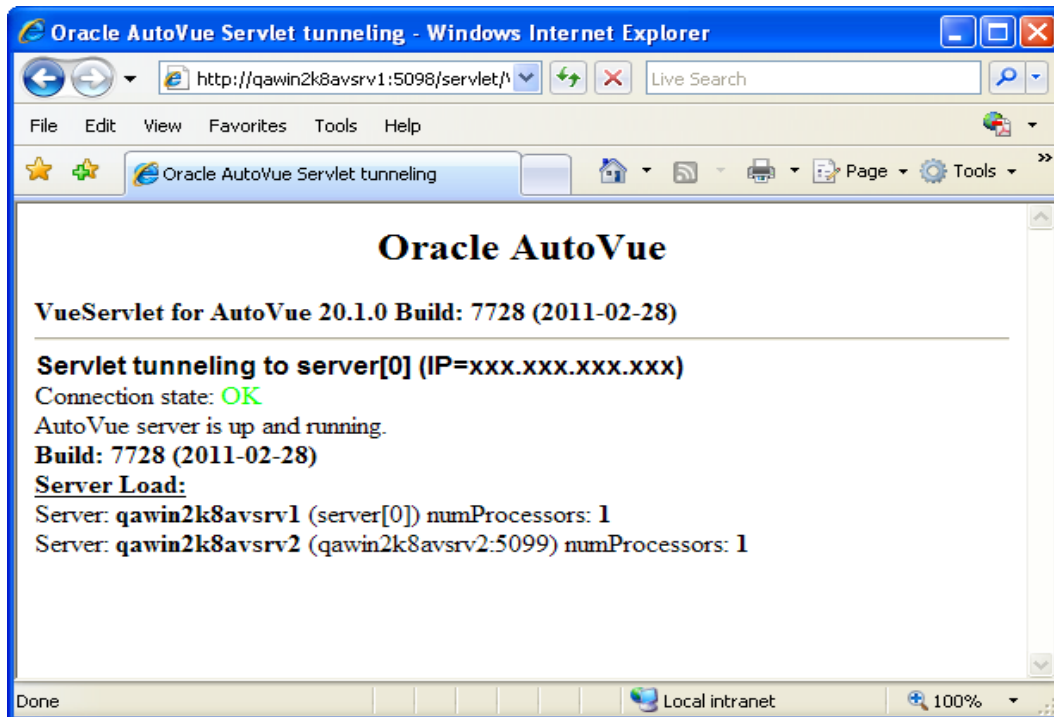 Oracle AutoVue Servlet tunneling - Windows Internet Explorer
http://qawin2k8avsrv1:5098/servlet/
Live Search
File Edit View Favorites Tools Help
Oracle AutoVue Servlet tunneling
Page Tools
Oracle AutoVue
VueServlet for AutoVue 20.1.0 Build: 7728 (2011-02-28)
Servlet tunneling to server[0] (IP=xxx.xxx.xxx.xxx)
Connection state: OK
AutoVue server is up and running.
Build: 7728 (2011-02-28)
Server Load:
Server: qawin2k8avsrv1 (server[0]) numProcessors: 1
Server: qawin2k8avsrv2 (qawin2k8avsrv2:5099) numProcessors: 1
Done
Local intranet
100%